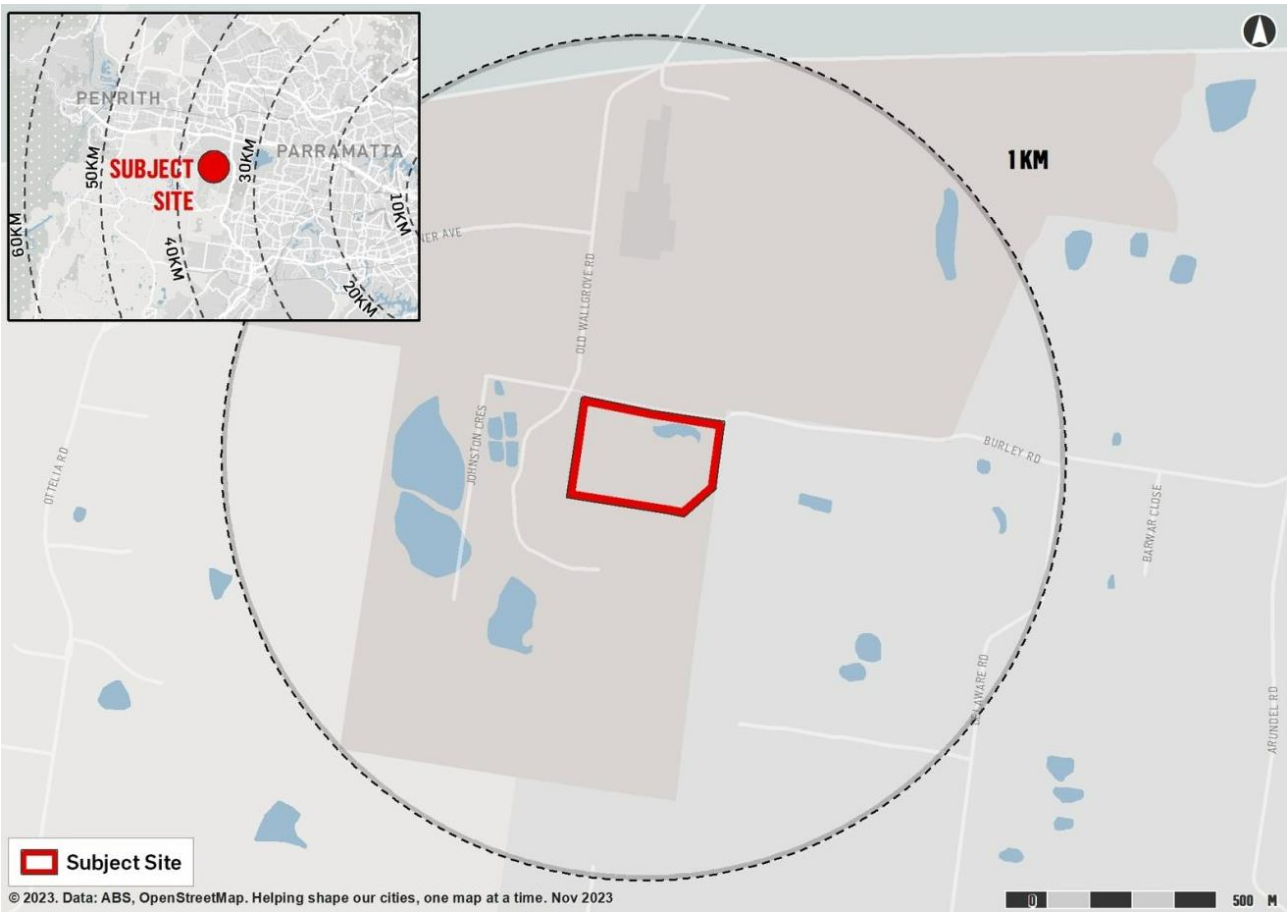 PENRITH
PARRAMATTA
SUBJECT
SITE
60KM
50KM
40KM
30KM
20KM
10KM
1 KM
NER AVE
OLD WALLGROVE RD
JOHNSTON CRES
OTTELIA RD
BURLEY RD
BARWAR CLOSE
ARUNDEL RD
Subject Site
© 2023. Data: ABS, OpenStreetMap. Helping shape our cities, one map at a time. Nov 2023
0 500 M